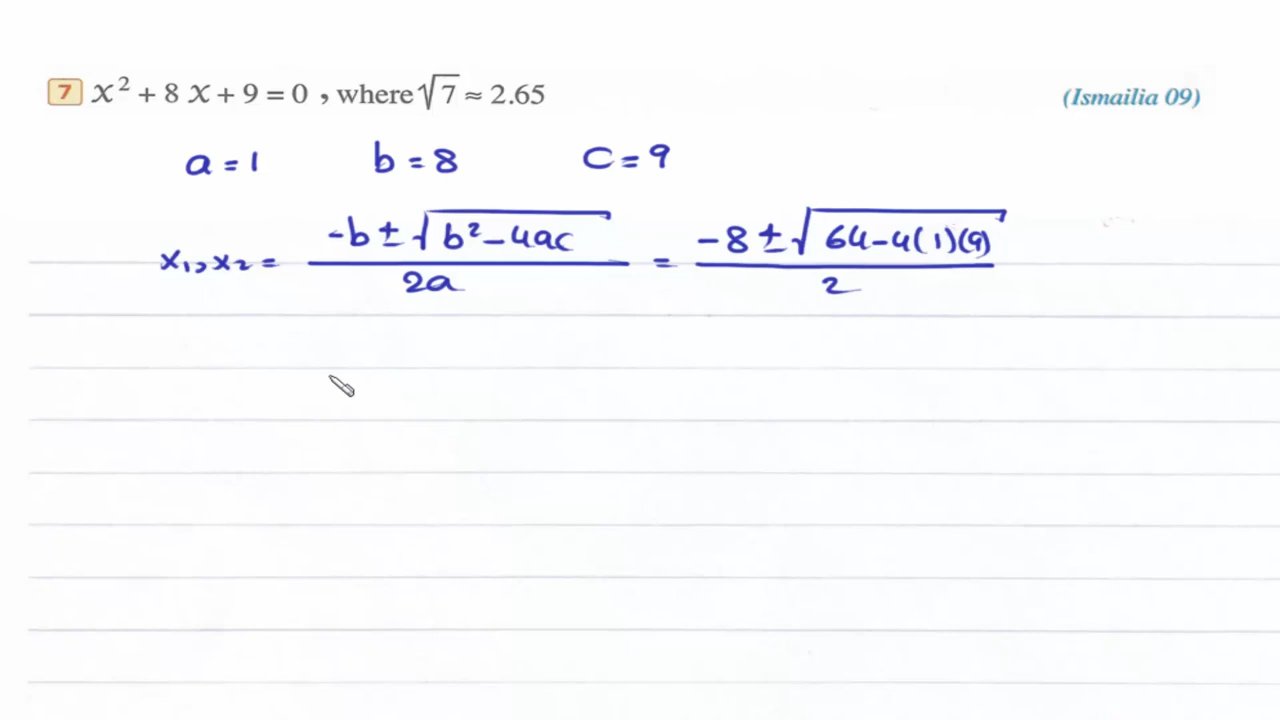 7 x² + 8 x + 9 = 0 , where √7 ≈ 2.65 (Ismailia 09)
a = 1 b = 8 C = 9
x₁, x₂ = (-b ± √(b² - 4ac)) / 2a = (-8 ± √(64 - 4(1)(9))) / 2